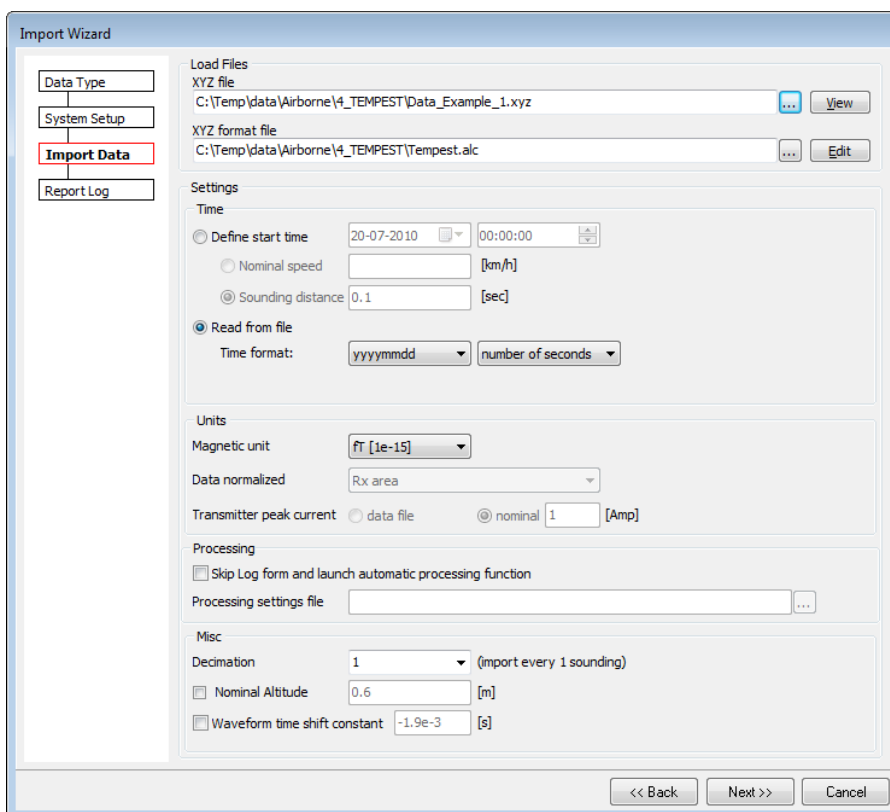 Import Wizard
Data Type
System Setup
Import Data
Report Log
Load Files
XYZ file
C:\Temp\data\Airborne\4_TEMPEST\Data_Example_1.xyz ... View
XYZ format file
C:\Temp\data\Airborne\4_TEMPEST\Tempest.alc ... Edit
Settings
Time
Define start time 20-07-2010 00:00:00
Nominal speed [km/h]
Sounding distance 0.1 [sec]
Read from file
Time format: yyyymmdd number of seconds
Units
Magnetic unit fT [1e-15]
Data normalized Rx area
Transmitter peak current data file nominal 1 [Amp]
Processing
Skip Log form and launch automatic processing function
Processing settings file ...
Misc
Decimation 1 (import every 1 sounding)
Nominal Altitude 0.6 [m]
Waveform time shift constant -1.9e-3 [s]
<< Back Next >> Cancel